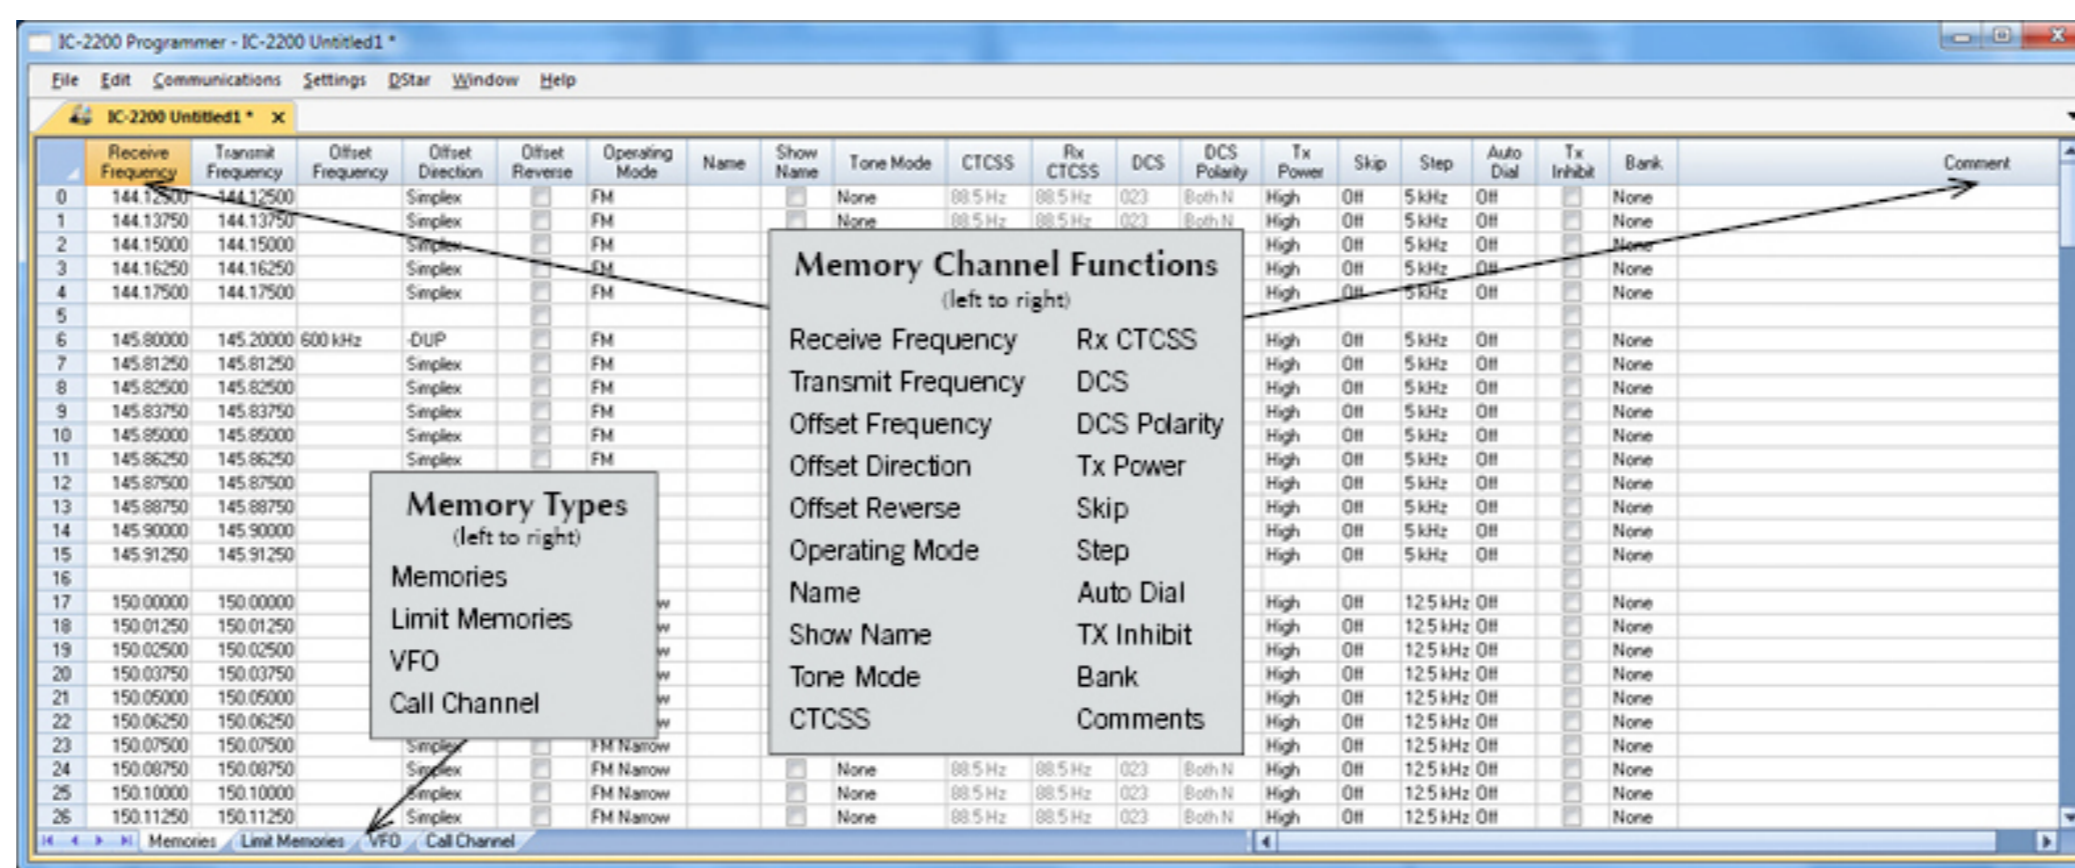 IC-2200 Programmer - IC-2200 Untitled1 *
File Edit Communications Settings DStar Window Help
IC-2200 Untitled1 * x
Receive Frequency Transmit Frequency Offset Frequency Offset Direction Offset Reverse Operating Mode Name Show Name Tone Mode CTCSS Rx CTCSS DCS DCS Polarity Tx Power Skip Step Auto Dial Tx Inhibit Bank Comment
0 144.12500 144.12500 Simplex FM None 88.5 Hz 88.5 Hz 023 Both N High Off 5 kHz Off None
1 144.13750 144.13750 Simplex FM None 88.5 Hz 88.5 Hz 023 Both N High Off 5 kHz Off None
2 144.15000 144.15000 Simplex FM High Off 5 kHz Off None
3 144.16250 144.16250 Simplex FM High Off 5 kHz Off None
4 144.17500 144.17500 Simplex FM High Off 5 kHz Off None
5
6 145.80000 145.20000 600 kHz -DUP FM High Off 5 kHz Off None
7 145.81250 145.81250 Simplex FM High Off 5 kHz Off None
8 145.82500 145.82500 Simplex FM High Off 5 kHz Off None
9 145.83750 145.83750 Simplex FM High Off 5 kHz Off None
10 145.85000 145.85000 Simplex FM High Off 5 kHz Off None
11 145.86250 145.86250 Simplex FM High Off 5 kHz Off None
12 145.87500 145.87500 High Off 5 kHz Off None
13 145.88750 145.88750 High Off 5 kHz Off None
14 145.90000 145.90000 High Off 5 kHz Off None
15 145.91250 145.91250 High Off 5 kHz Off None
16
17 150.00000 150.00000 w High Off 12.5 kHz Off None
18 150.01250 150.01250 w High Off 12.5 kHz Off None
19 150.02500 150.02500 w High Off 12.5 kHz Off None
20 150.03750 150.03750 w High Off 12.5 kHz Off None
21 150.05000 150.05000 w High Off 12.5 kHz Off None
22 150.06250 150.06250 w High Off 12.5 kHz Off None
23 150.07500 150.07500 Simplex FM Narrow High Off 12.5 kHz Off None
24 150.08750 150.08750 Simplex FM Narrow None 88.5 Hz 88.5 Hz 023 Both N High Off 12.5 kHz Off None
25 150.10000 150.10000 Simplex FM Narrow None 88.5 Hz 88.5 Hz 023 Both N High Off 12.5 kHz Off None
26 150.11250 150.11250 Simplex FM Narrow None 88.5 Hz 88.5 Hz 023 Both N High Off 12.5 kHz Off None
Memories Limit Memories VFO Call Channel
Memory Types
(left to right)
Memories
Limit Memories
VFO
Call Channel
Memory Channel Functions
(left to right)
Receive Frequency
Transmit Frequency
Offset Frequency
Offset Direction
Offset Reverse
Operating Mode
Name
Show Name
Tone Mode
CTCSS
Rx CTCSS
DCS
DCS Polarity
Tx Power
Skip
Step
Auto Dial
TX Inhibit
Bank
Comments